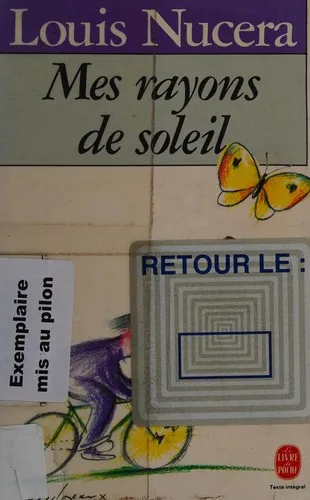 Louis Nucera
Mes rayons
de soleil
RETOUR LE :
Exemplaire
mis au pilon
LE LIVRE
DE POCHE
Texte intégral